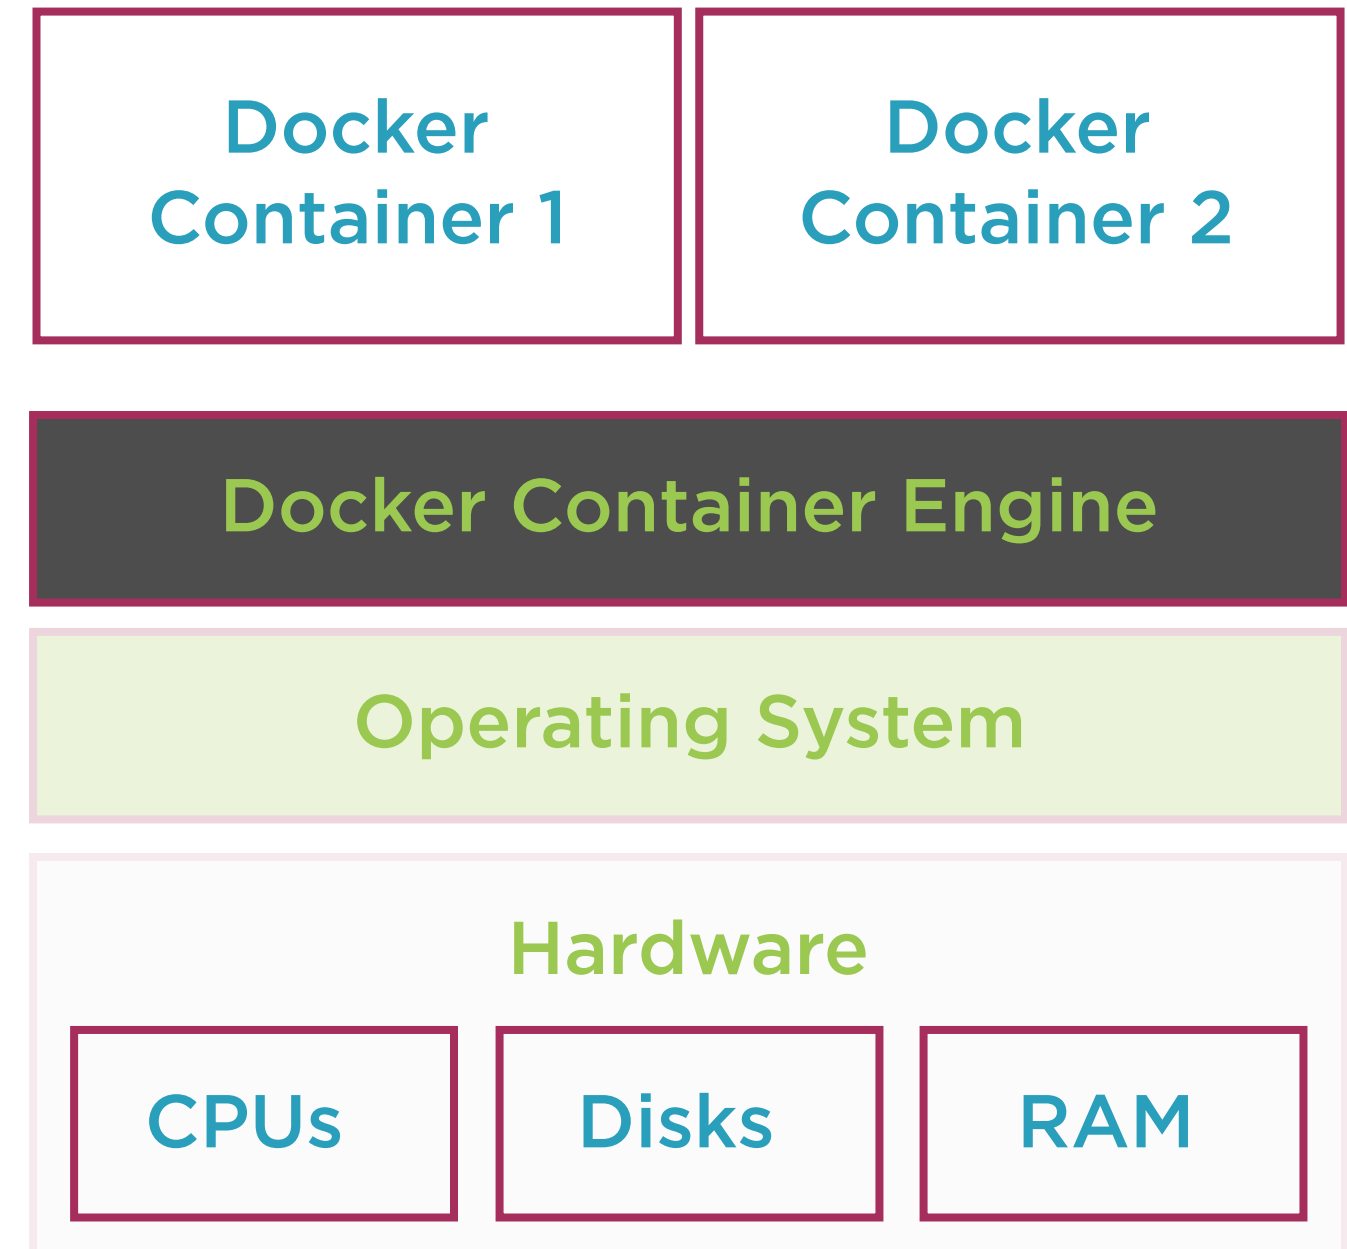 Docker
Container 1
Docker
Container 2
Docker Container Engine
Operating System
Hardware
CPUs
Disks
RAM